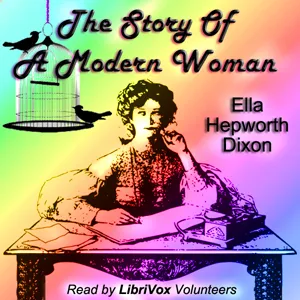 The Story Of
A Modern Woman
Ella
Hepworth
Dixon
Read by LibriVox Volunteers